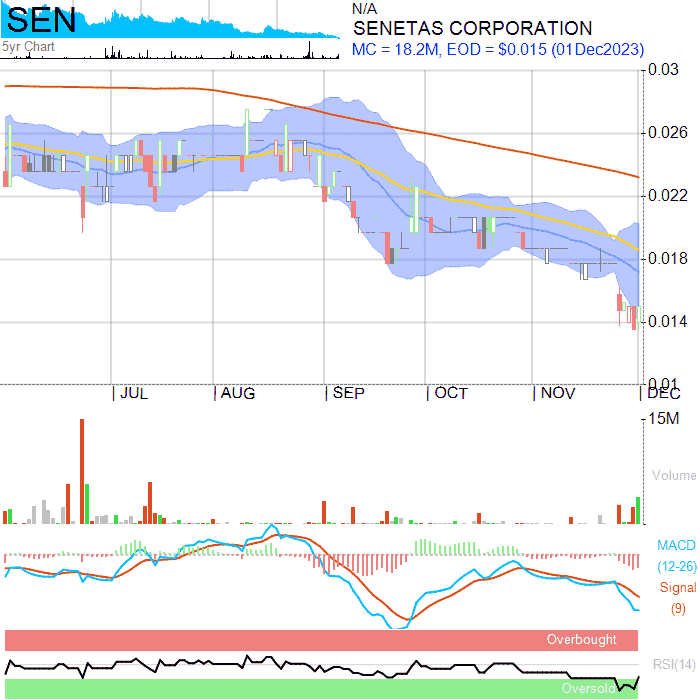 SEN
5yr Chart
N/A
SENETAS CORPORATION
MC = 18.2M, EOD = $0.015 (01Dec2023)
0.03
0.026
0.022
0.018
0.014
0.01
JUL AUG SEP OCT NOV DEC
15M
Volume
MACD
(12-26)
Signal
(9)
Overbought
RSI(14)
Oversold